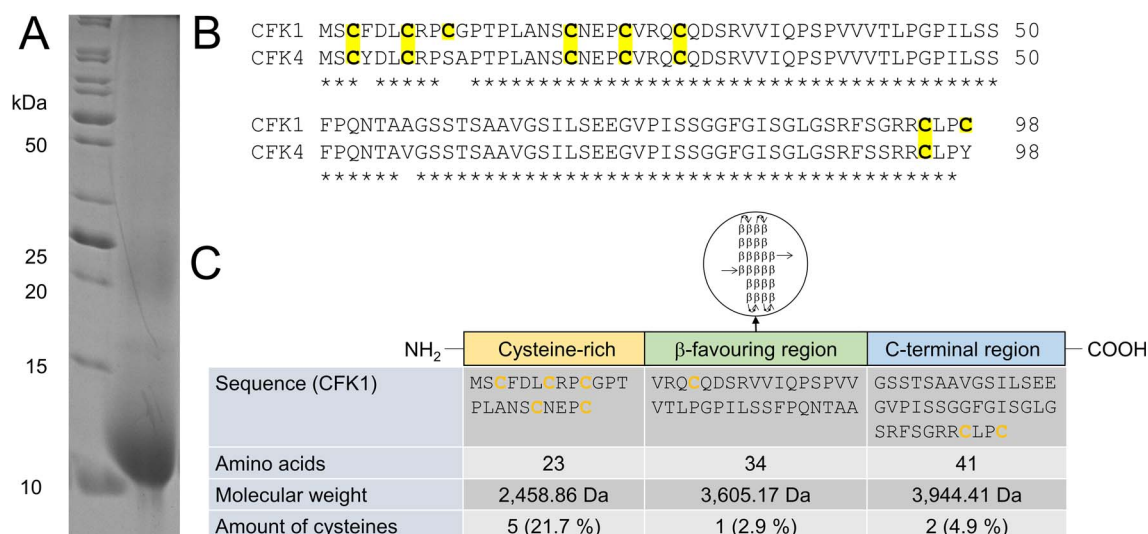 A
B
kDa
50
25
20
15
10
CFK1 MSCFDLCRPCGPTPLANSCNEPCVRQCQDSRVVIQPSPVVVTLPGPILSS 50
CFK4 MSCYDLCRPSAPTPLANSCNEPCVRQCQDSRVVIQPSPVVVTLPGPILSS 50
*** *****  ***************************************
CFK1 FPQNTAAGSSTSAAVGSILSEEGVPISSGGFGISGLGSRFSGRRCLPC 98
CFK4 FPQNTAVGSSTSAAVGSILSEEGVPISSGGFGISGLGSRFSSRRCLPY 98
****** ****************************************
C
ββββ
ββββ
βββββ
βββββ
ββββ
ββββ
NH2 Cysteine-rich β-favouring region C-terminal region COOH
Sequence (CFK1) MSCFDLCRPCGPT VRQCQDSRVVIQPSPVV GSSTSAAVGSILSEE
PLANSCNEPC VTLPGPILSSFPQNTAA GVPISSGGFGISGLG
SRFSGRRCLPC
Amino acids 23 34 41
Molecular weight 2,458.86 Da 3,605.17 Da 3,944.41 Da
Amount of cysteines 5 (21.7 %) 1 (2.9 %) 2 (4.9 %)